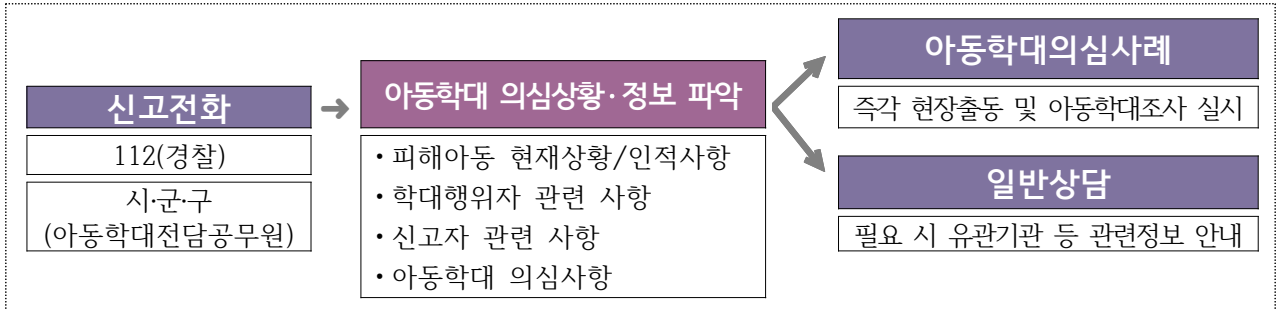 신고전화
112(경찰)
시·군·구
(아동학대전담공무원)
➔
아동학대 의심상황·정보 파악
・피해아동 현재상황/인적사항
・학대행위자 관련 사항
・신고자 관련 사항
・아동학대 의심사항
아동학대의심사례
즉각 현장출동 및 아동학대조사 실시
일반상담
필요 시 유관기관 등 관련정보 안내